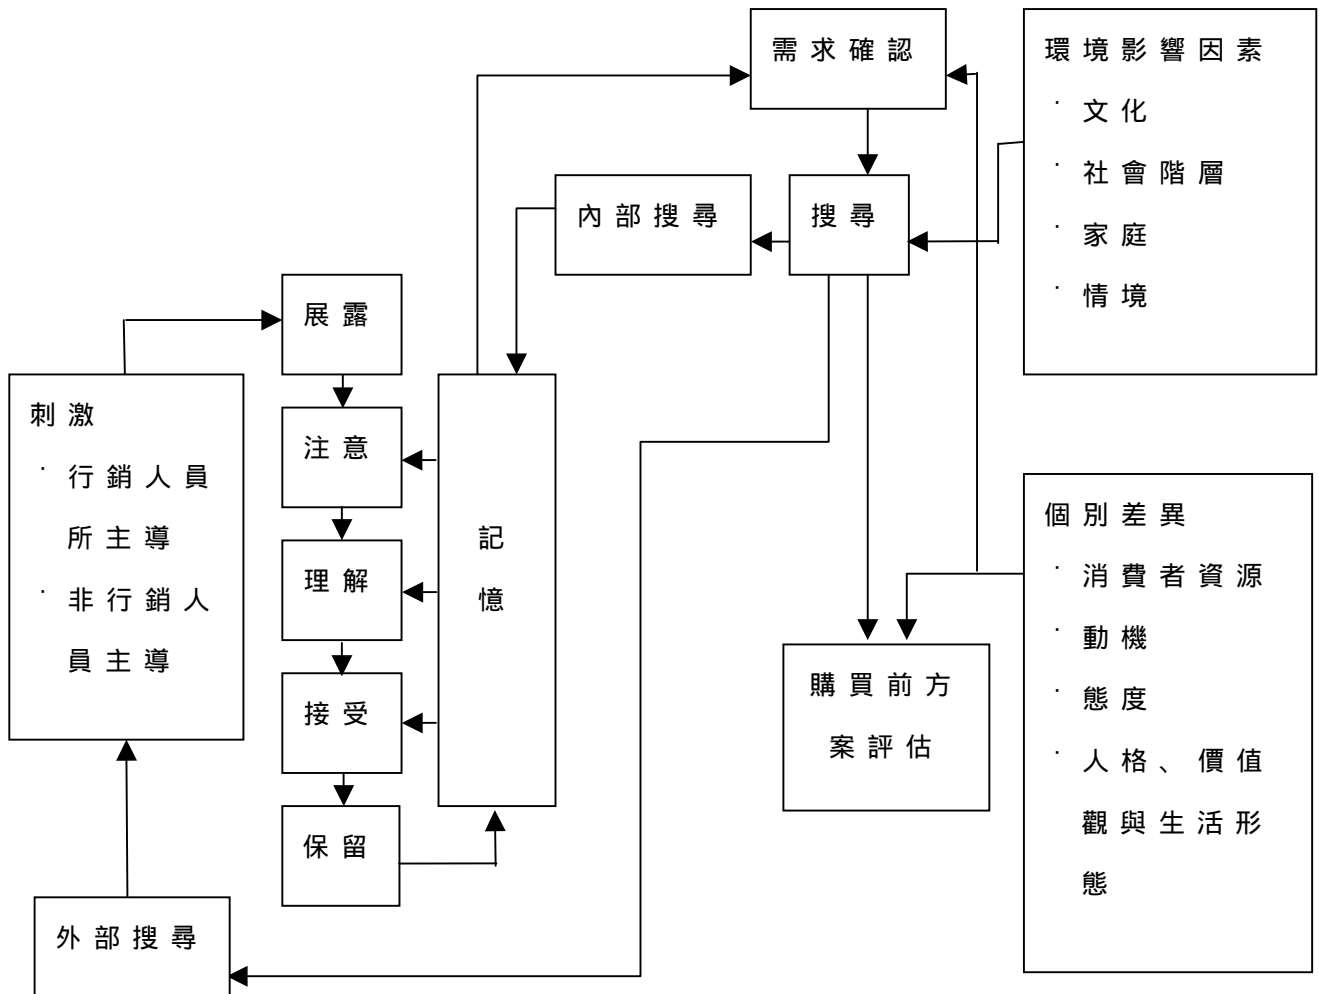 需求確認
環境影響因素
˙ 文化
˙ 社會階層
˙ 家庭
˙ 情境
內部搜尋
搜尋
展露
刺激
˙ 行銷人員
所主導
˙ 非行銷人
員主導
注意
理解
接受
保留
記
憶
購買前方
案評估
個別差異
˙ 消費者資源
˙ 動機
˙ 態度
˙ 人格、價值
觀與生活形
態
外部搜尋